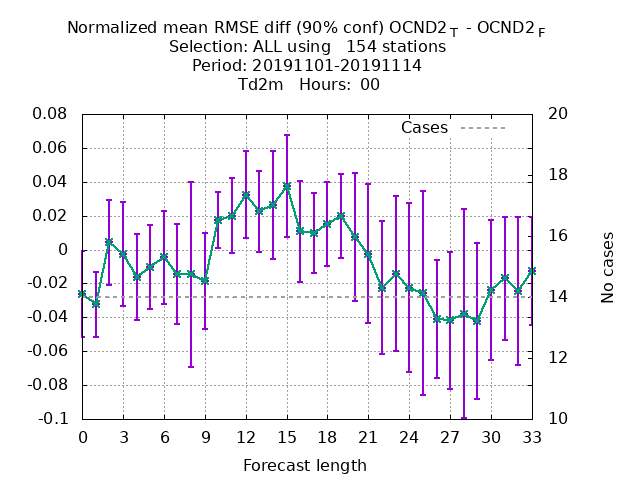 Normalized mean RMSE diff (90% conf) OCND2 T - OCND2 F
Selection: ALL using 154 stations
Period: 20191101-20191114
Td2m Hours: 00
Cases
0.08
0.06
0.04
0.02
0
-0.02
-0.04
-0.06
-0.08
-0.1
20
18
16
14
12
10
No cases
0 3 6 9 12 15 18 21 24 27 30 33
Forecast length